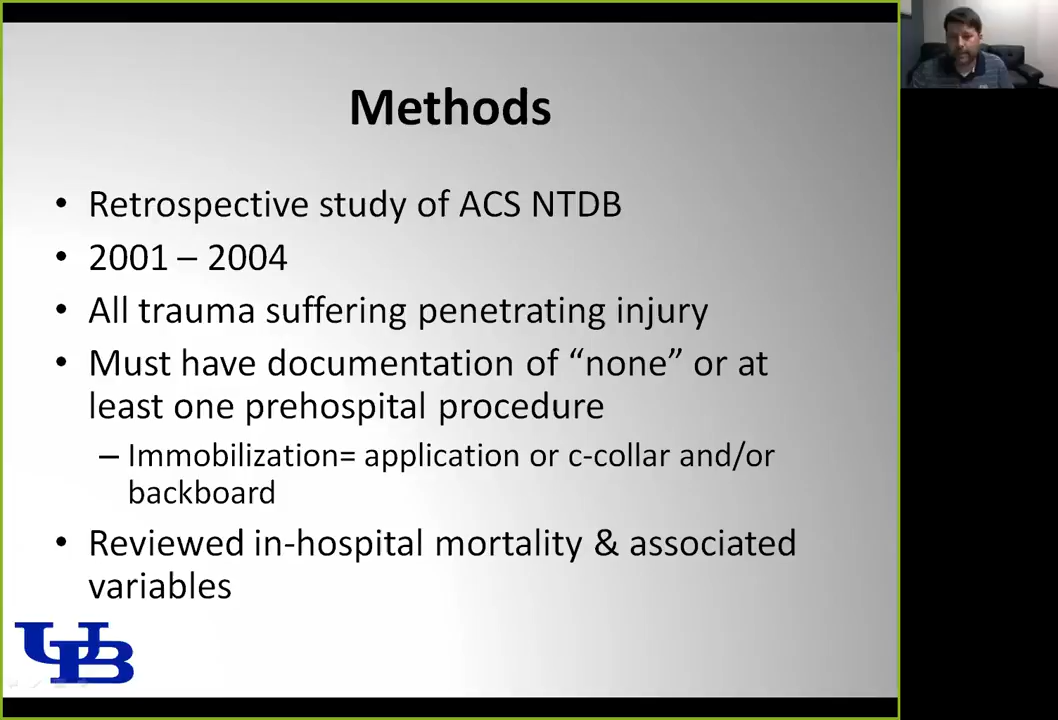 Methods
• Retrospective study of ACS NTDB
• 2001 – 2004
• All trauma suffering penetrating injury
• Must have documentation of “none” or at
least one prehospital procedure
– Immobilization= application or c-collar and/or
backboard
• Reviewed in-hospital mortality & associated
variables
UB